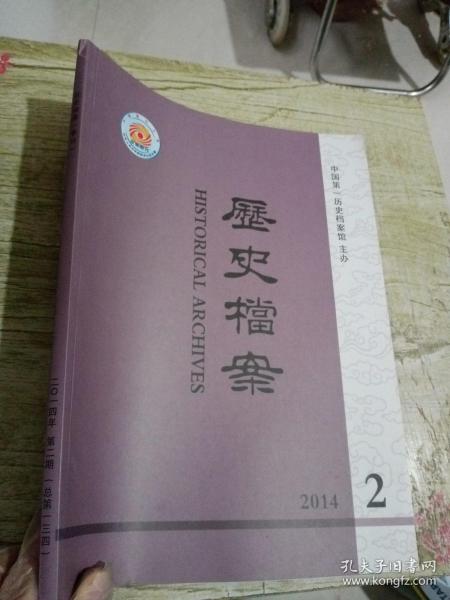 歷史檔案
HISTORICAL ARCHIVES
中国第一历史档案馆 主办
2014
2
二〇一四年 第二期 (总第一三四)
孔夫子旧书网
www.kongfz.com